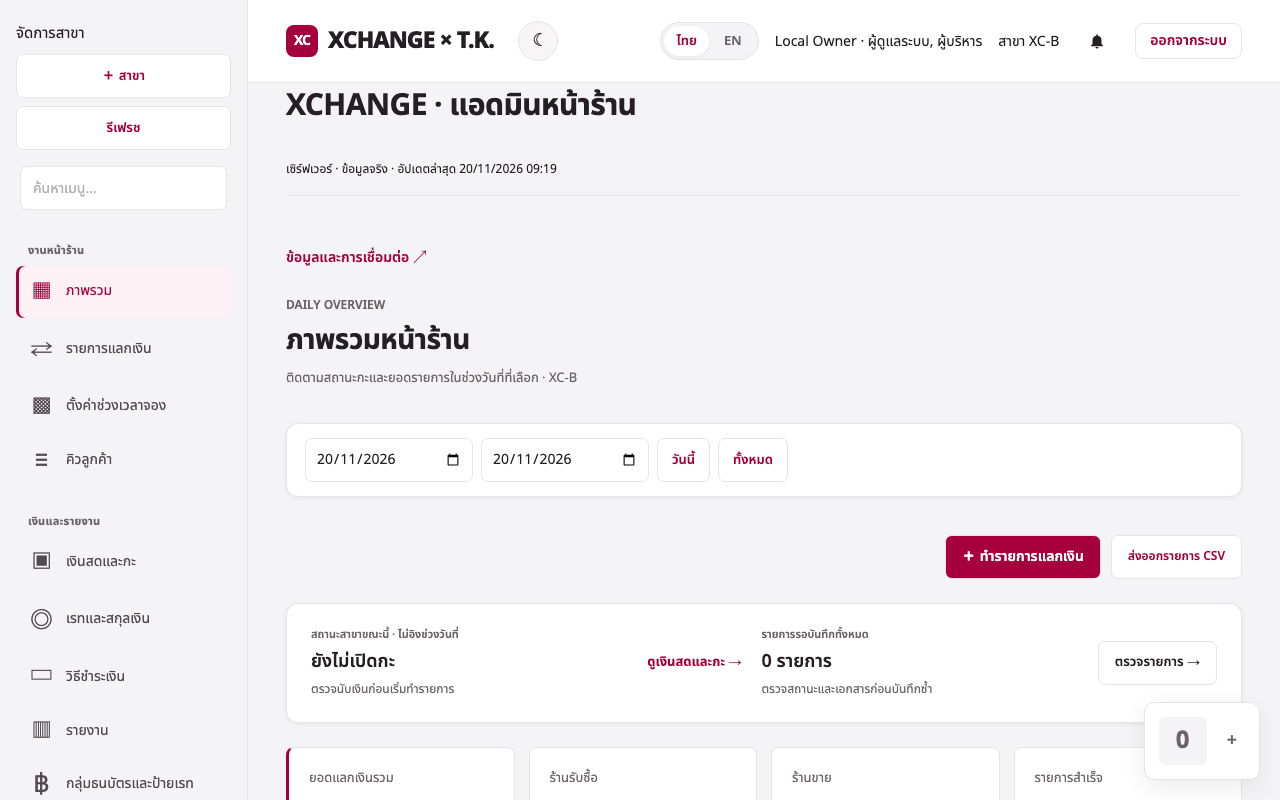 จัดการสาขา
+ สาขา
รีเฟรช
ค้นหาเมนู...
งานหน้าร้าน
ภาพรวม
รายการแลกเงิน
ตั้งค่าช่วงเวลาจอง
คิวลูกค้า
เงินและรายงาน
เงินสดและกะ
เรทและสกุลเงิน
วิธีชำระเงิน
รายงาน
฿ กลุ่มธนบัตรและป้ายเรท
XC XCHANGE × T.K.
ไทย EN
Local Owner · ผู้ดูแลระบบ, ผู้บริหาร สาขา XC-B
ออกจากระบบ
XCHANGE · แอดมินหน้าร้าน
เซิร์ฟเวอร์ · ข้อมูลจริง · อัปเดตล่าสุด 20/11/2026 09:19
ข้อมูลและการเชื่อมต่อ ↗
DAILY OVERVIEW
ภาพรวมหน้าร้าน
ติดตามสถานะกะและยอดรายการในช่วงวันที่ที่เลือก · XC-B
20/11/2026 20/11/2026 วันนี้ ทั้งหมด
+ ทำรายการแลกเงิน ส่งออกรายการ CSV
สถานะสาขาขณะนี้ · ไม่อิงช่วงวันที่
ยังไม่เปิดกะ
ตรวจนับเงินก่อนเริ่มทำรายการ
ดูเงินสดและกะ →
รายการรอบันทึกทั้งหมด
0 รายการ
ตรวจสถานะและเอกสารก่อนบันทึกซ้ำ
ตรวจรายการ →
0 +
ยอดแลกเงินรวม ร้านรับซื้อ ร้านขาย รายการสำเร็จ